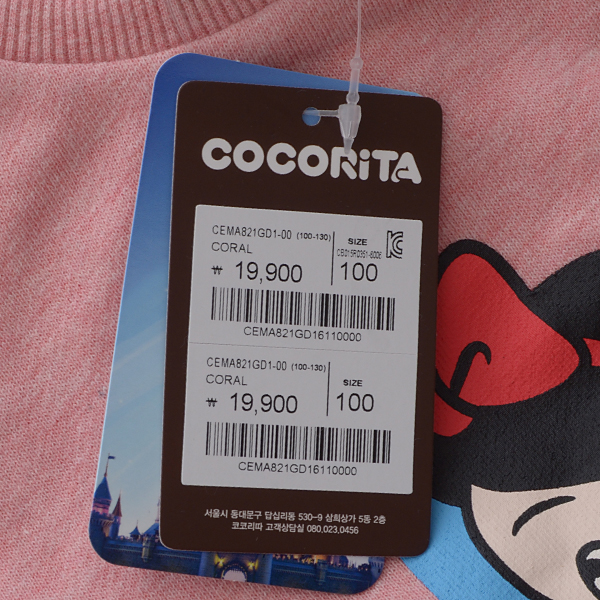 COCORiTA
CEMA821GD1-00 (100-130)
CORAL
₩ 19,900
SIZE
100
CEMA821GD16110000
CEMA821GD1-00 (100-130)
CORAL
₩ 19,900
SIZE
100
CEMA821GD16110000
서울시 동대문구 답십리동 530-9 삼희상가 5동 2층
코코리따 고객상담실 080.023.0456